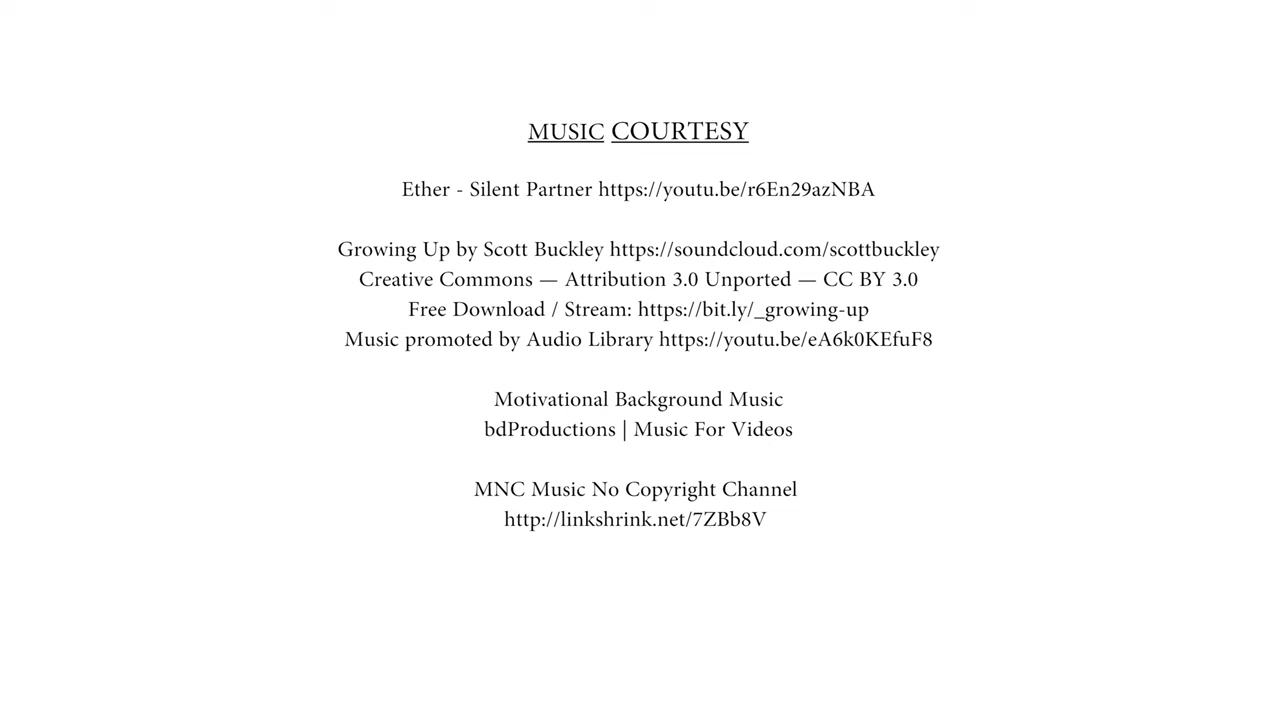 MUSIC COURTESY
Ether - Silent Partner https://youtu.be/r6En29azNBA
Growing Up by Scott Buckley https://soundcloud.com/scottbuckley
Creative Commons — Attribution 3.0 Unported — CC BY 3.0
Free Download / Stream: https://bit.ly/_growing-up
Music promoted by Audio Library https://youtu.be/eA6k0KEfuF8
Motivational Background Music
bdProductions | Music For Videos
MNC Music No Copyright Channel
http://linkshrink.net/7ZBb8V